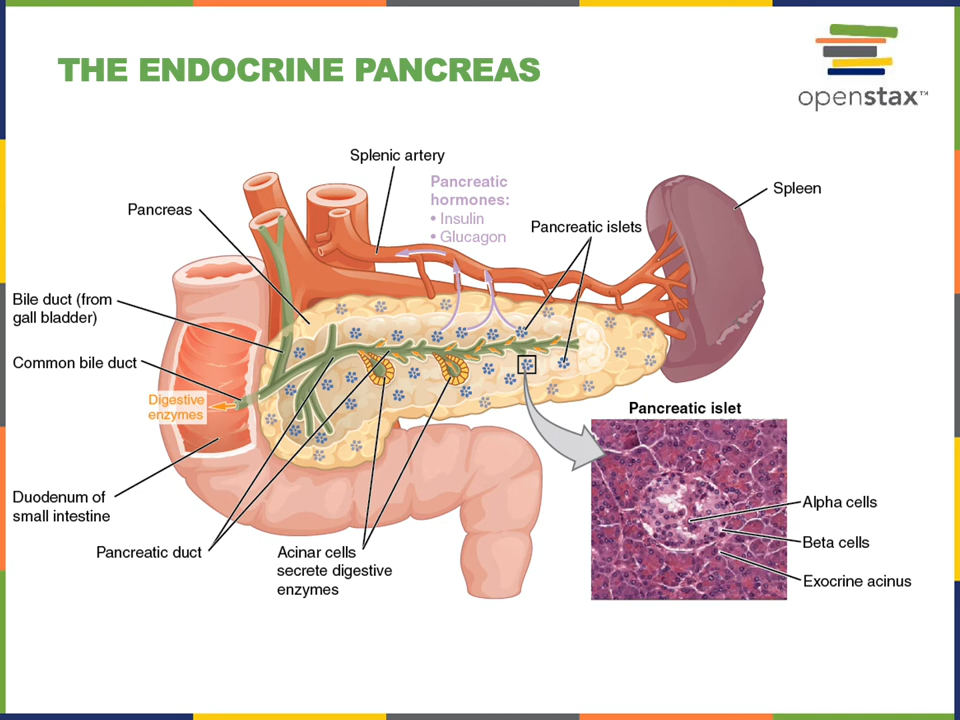 THE ENDOCRINE PANCREAS
openstax™
Splenic artery
Pancreatic
hormones:
• Insulin
• Glucagon
Spleen
Pancreas
Pancreatic islets
Bile duct (from
gall bladder)
Common bile duct
Digestive
enzymes
Pancreatic islet
Duodenum of
small intestine
Alpha cells
Beta cells
Pancreatic duct
Acinar cells
secrete digestive
enzymes
Exocrine acinus